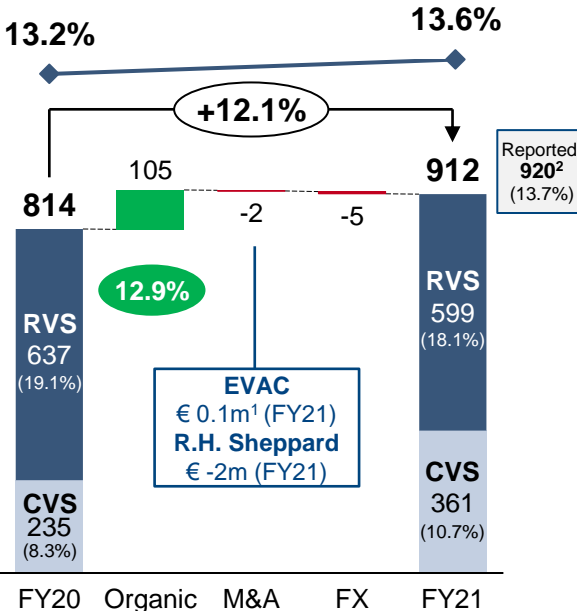 13.2%
13.6%
+12.1%
Reported
920²
(13.7%)
814
105
-2
-5
912
12.9%
RVS
637
(19.1%)
RVS
599
(18.1%)
EVAC
€ 0.1m¹ (FY21)
R.H. Sheppard
€ -2m (FY21)
CVS
235
(8.3%)
CVS
361
(10.7%)
FY20 Organic M&A FX FY21